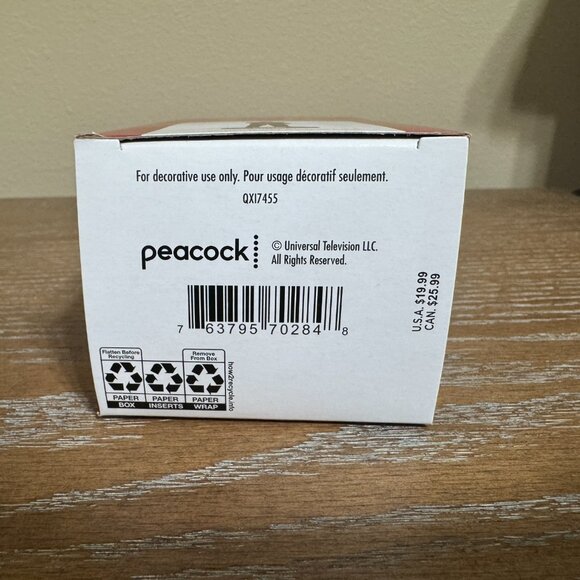 For decorative use only. Pour usage décoratif seulement.
QXI7455
peacock
© Universal Television LLC.
All Rights Reserved.
7 63795 70284 8
U.S.A. $19.99
CAN. $25.99
Flatten Before
Recycling
Remove
From Box
PAPER
BOX
PAPER
INSERTS
PAPER
WRAP
how2recycle.info